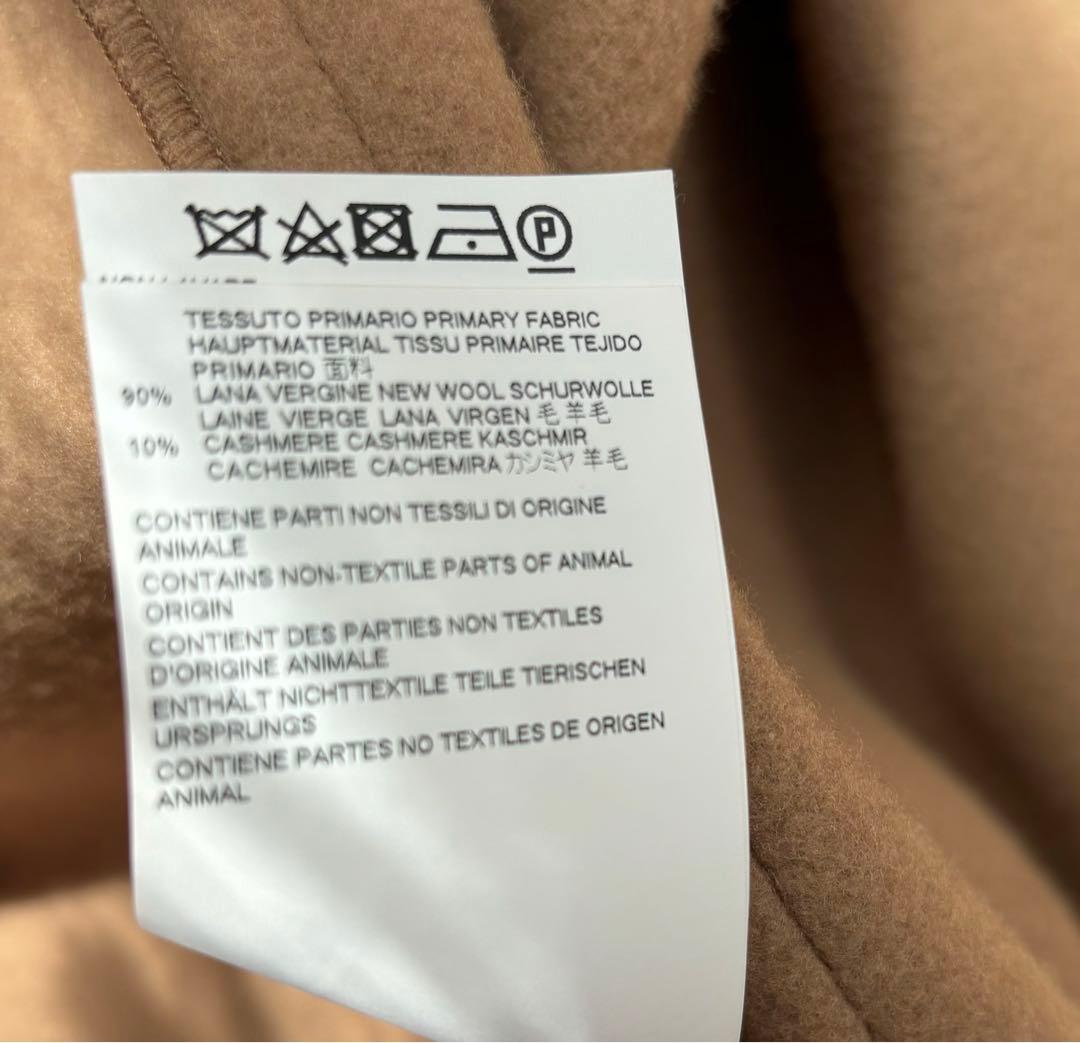 P
TESSUTO PRIMARIO PRIMARY FABRIC
HAUPTMATERIAL TISSU PRIMAIRE TEJIDO
PRIMARIO 面料
90% LANA VERGINE NEW WOOL SCHURWOLLE
LAINE VIERGE LANA VIRGEN 毛 羊毛
10% CASHMERE CASHMERE KASCHMIR
CACHEMIRE CACHEMIRA カシミヤ 羊毛
CONTIENE PARTI NON TESSILI DI ORIGINE
ANIMALE
CONTAINS NON-TEXTILE PARTS OF ANIMAL
ORIGIN
CONTIENT DES PARTIES NON TEXTILES
D'ORIGINE ANIMALE
ENTHÄLT NICHTTEXTILE TEILE TIERISCHEN
URSPRUNGS
CONTIENE PARTES NO TEXTILES DE ORIGEN
ANIMAL